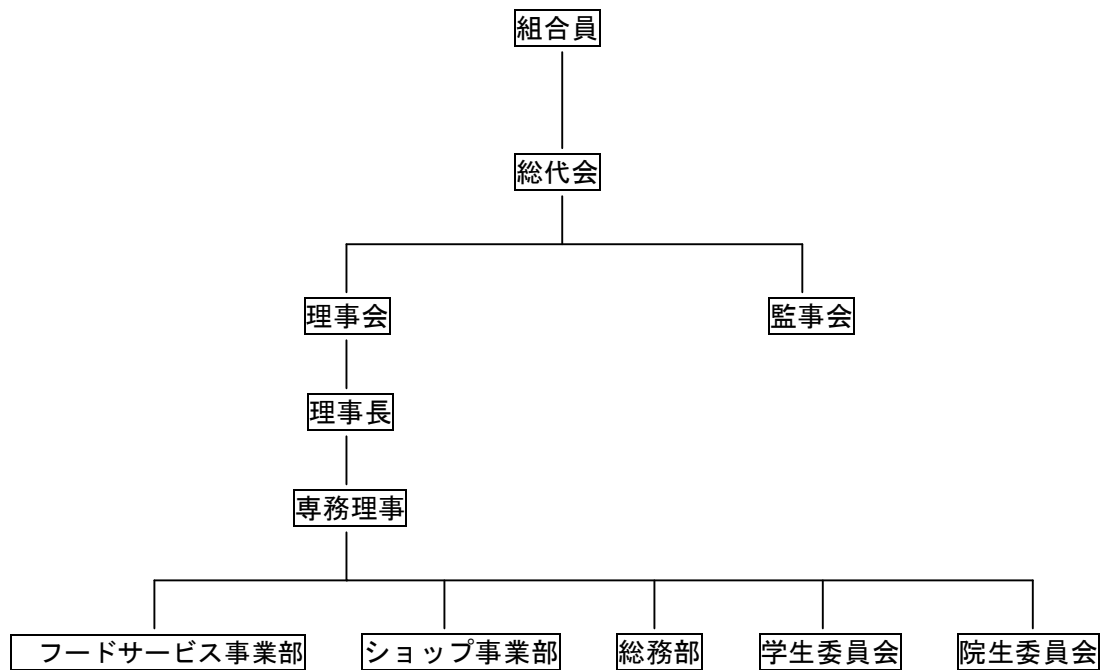 組合員
総代会
理事会
監事会
理事長
専務理事
フードサービス事業部
ショップ事業部
総務部
学生委員会
院生委員会